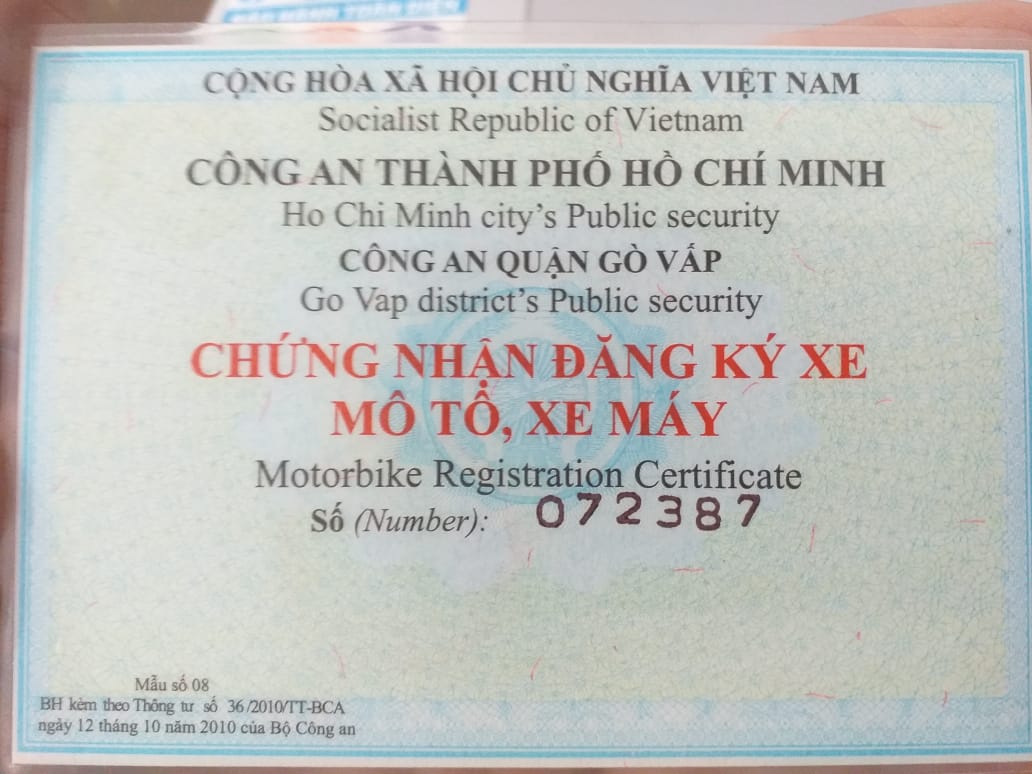 CỘNG HÒA XÃ HỘI CHỦ NGHĨA VIỆT NAM
Socialist Republic of Vietnam
CÔNG AN THÀNH PHỐ HỒ CHÍ MINH
Ho Chi Minh city's Public security
CÔNG AN QUẬN GÒ VẤP
Go Vap district's Public security
CHỨNG NHẬN ĐĂNG KÝ XE
MÔ TÔ, XE MÁY
Motorbike Registration Certificate
Số (Number): 072387
Mẫu số 08
BH kèm theo Thông tư số 36/2010/TT-BCA
ngày 12 tháng 10 năm 2010 của Bộ Công an